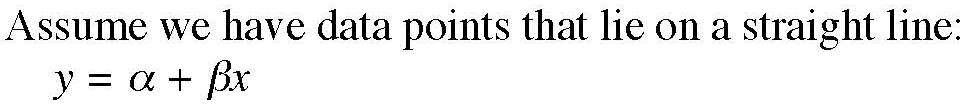 Assume we have data points that lie on a straight line:
y = α + βx